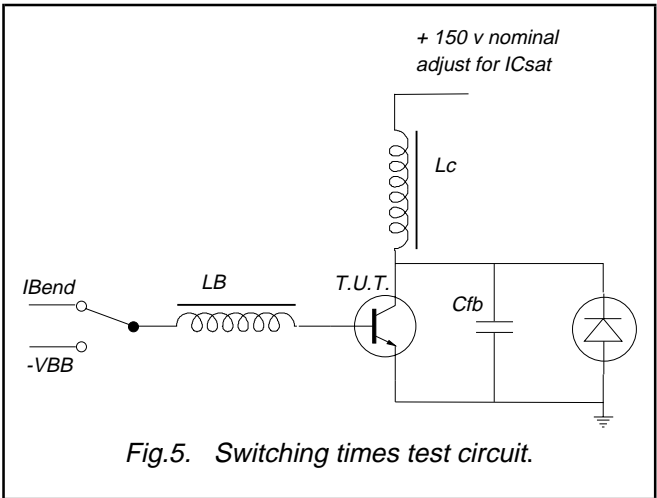 + 150 v nominal
adjust for ICsat
Lc
IBend
LB
T.U.T.
Cfb
-VBB
Fig.5. Switching times test circuit.